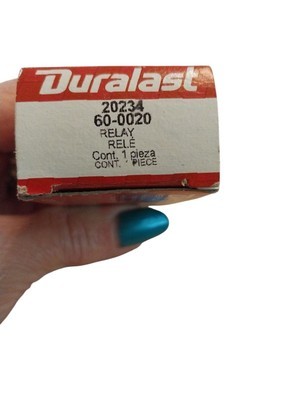 Duralast
20234
60-0020
RELAY
RELÉ
Cont. 1 pieza
CONT. 1 PIECE